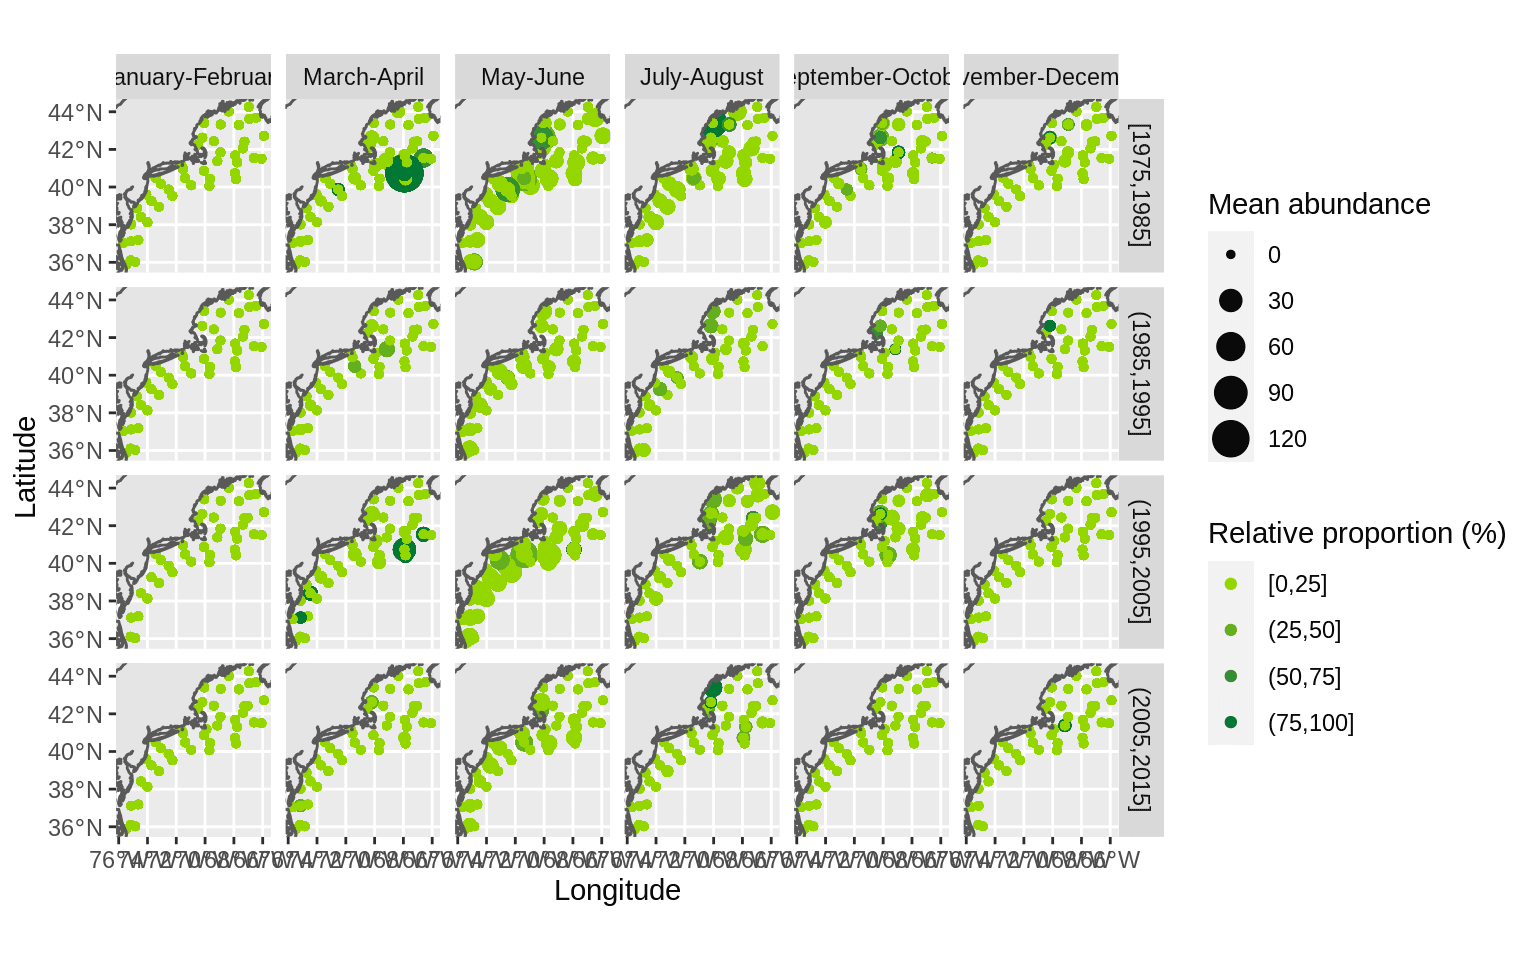 anuary-Februar March-April May-June July-August eptember-Octob vember-Decem
44°N
42°N
40°N
38°N
36°N
[1975,1985]
44°N
42°N
40°N
38°N
36°N
(1985,1995]
44°N
42°N
40°N
38°N
36°N
(1995,2005]
44°N
42°N
40°N
38°N
36°N
(2005,2015]
Latitude
Longitude
Mean abundance
0
30
60
90
120
Relative proportion (%)
[0,25]
(25,50]
(50,75]
(75,100]